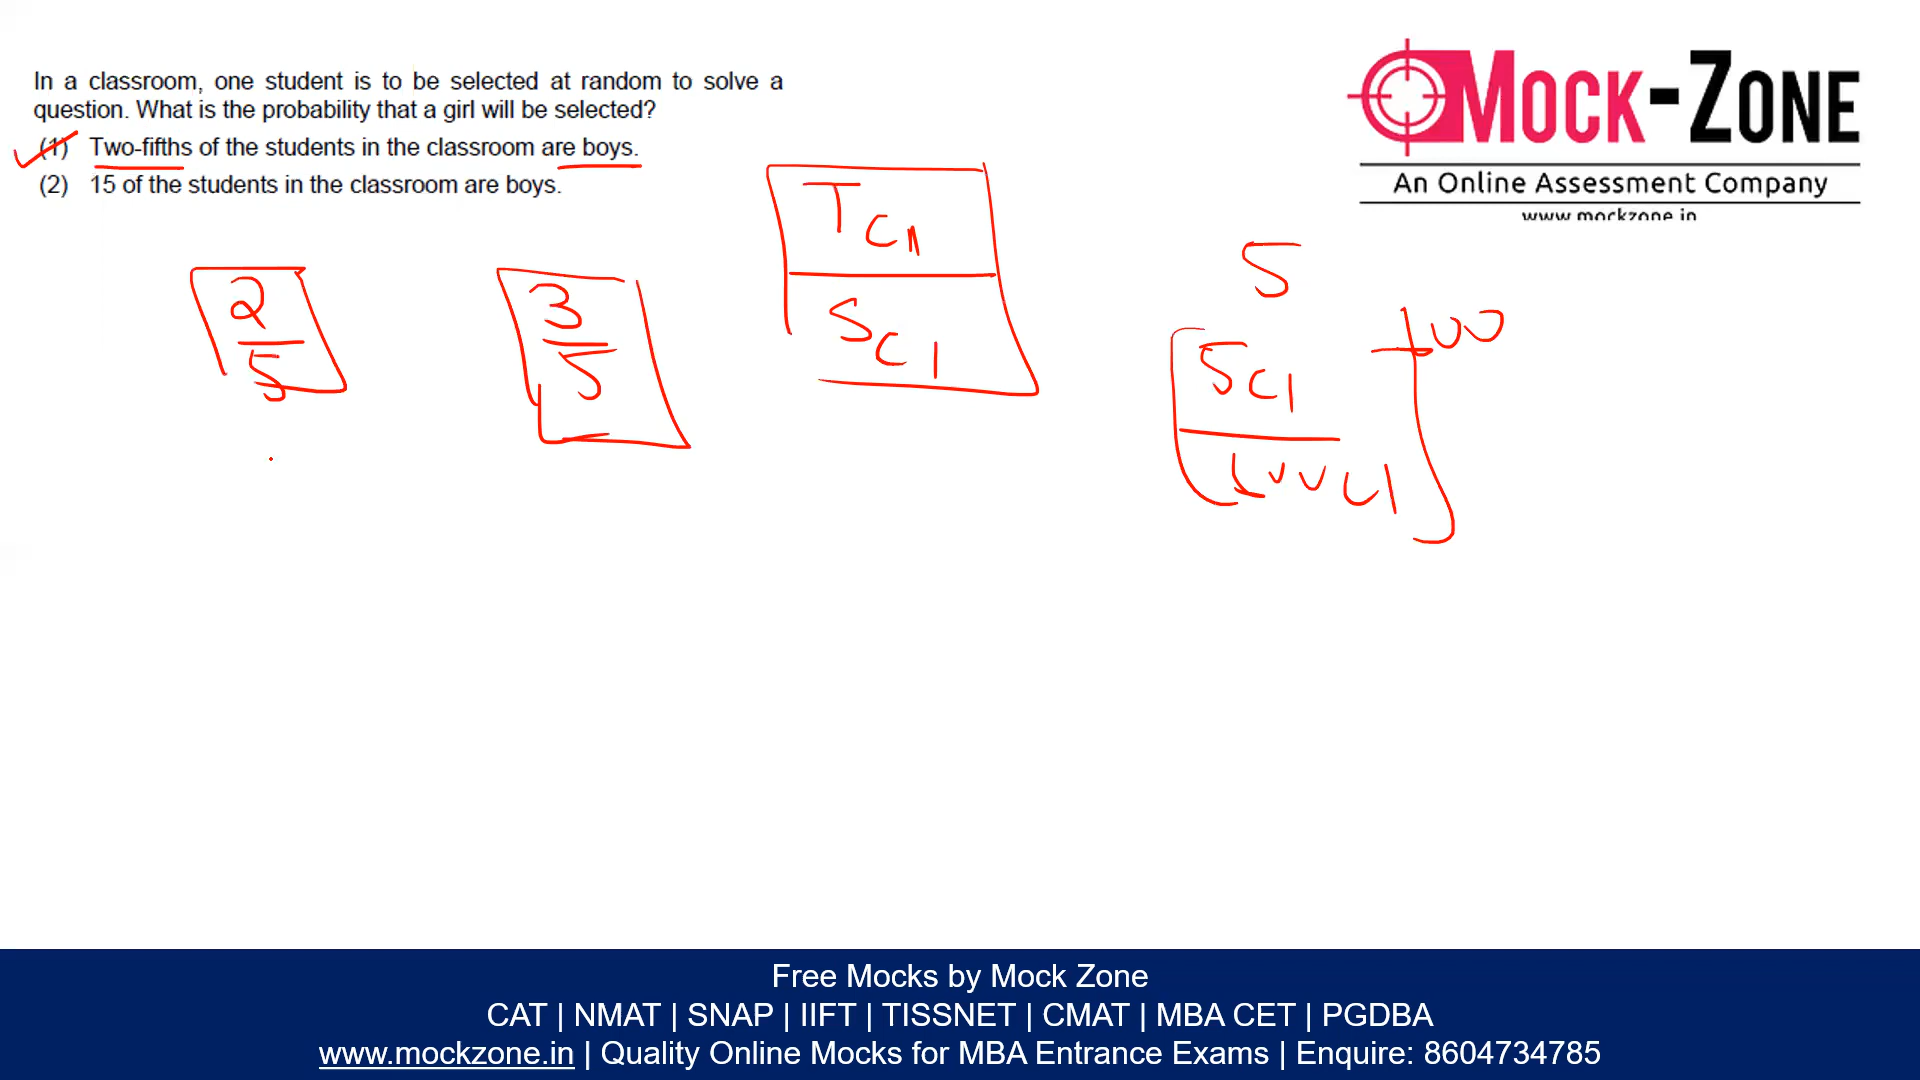 In a classroom, one student is to be selected at random to solve a
question. What is the probability that a girl will be selected?
(1) Two-fifths of the students in the classroom are boys.
(2) 15 of the students in the classroom are boys.
MOCK-ZONE
An Online Assessment Company
www.mockzone.in
2
5
3
5
TC1
SC1
5
100
5C1
100C1
Free Mocks by Mock Zone
CAT | NMAT | SNAP | IIFT | TISSNET | CMAT | MBA CET | PGDBA
www.mockzone.in | Quality Online Mocks for MBA Entrance Exams | Enquire: 8604734785